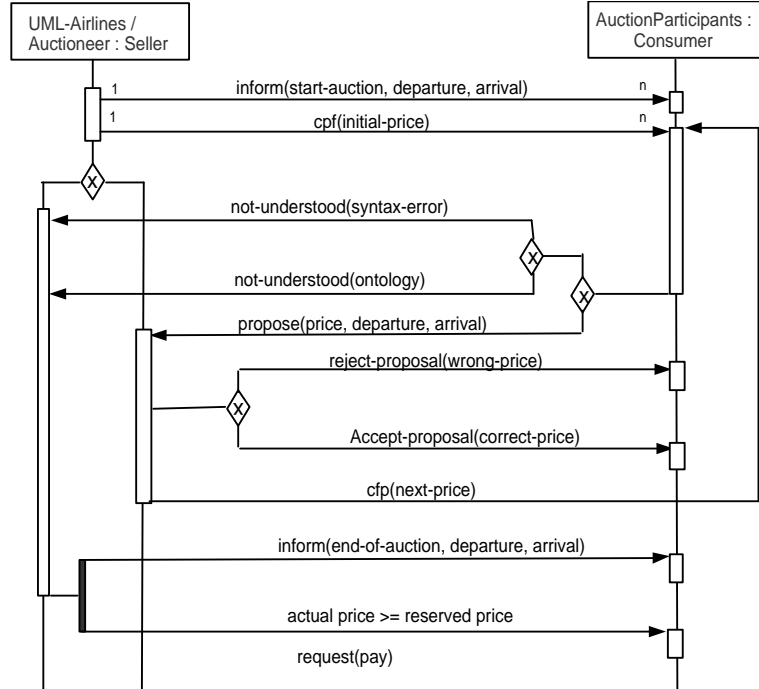 UML-Airlines /
Auctioneer : Seller
AuctionParticipants :
Consumer
1 inform(start-auction, departure, arrival) n
1 cpf(initial-price) n
X
not-understood(syntax-error)
X
not-understood(ontology)
X
propose(price, departure, arrival)
reject-proposal(wrong-price)
X
Accept-proposal(correct-price)
cfp(next-price)
inform(end-of-auction, departure, arrival)
actual price >= reserved price
request(pay)